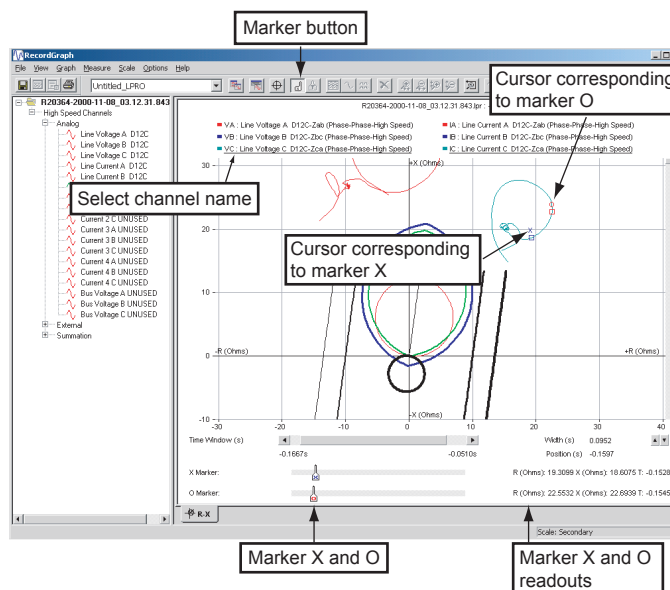 Marker button
RecordGraph
File View Graph Measure Scale Options Help
Untitled_LPRO
R20364-2000-11-08_03.12.31.843
High Speed Channels
Analog
Line Voltage A D12C
Line Voltage B D12C
Line Voltage C D12C
Line Current A D12C
Line Current B D12C
Current 2 C UNUSED
Current 3 A UNUSED
Current 3 B UNUSED
Current 3 C UNUSED
Current 4 A UNUSED
Current 4 B UNUSED
Current 4 C UNUSED
Bus Voltage A UNUSED
Bus Voltage B UNUSED
Bus Voltage C UNUSED
External
Summation
Select channel name
Cursor corresponding
to marker O
R20364-2000-11-08_03.12.31.843.lpr :
VA : Line Voltage A D12C-Zab (Phase-Phase-High Speed)
IA : Line Current A D12C-Zab (Phase-Phase-High Speed)
VB : Line Voltage B D12C-Zbc (Phase-Phase-High Speed)
IB : Line Current B D12C-Zbc (Phase-Phase-High Speed)
VC : Line Voltage C D12C-Zca (Phase-Phase-High Speed)
IC : Line Current C D12C-Zca (Phase-Phase-High Speed)
+X (Ohms)
30
20
10
0
-10
Cursor corresponding
to marker X
-R (Ohms)
+R (Ohms)
-X (Ohms)
-30 -20 -10 0 10 20 30 40
Time Window (s)
Width (s) 0.0952
-0.1667s -0.0510s
Position (s) -0.1597
X Marker:
R (Ohms): 19.3099 X (Ohms): 18.6075 T: -0.1528
O Marker:
R (Ohms): 22.5532 X (Ohms): 22.6939 T: -0.1545
R-X
Scale: Secondary
Marker X and O
Marker X and O
readouts